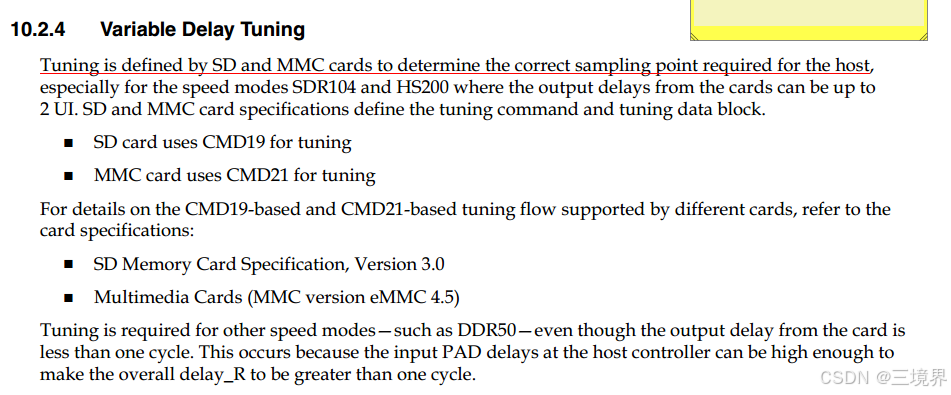 10.2.4 Variable Delay Tuning
Tuning is defined by SD and MMC cards to determine the correct sampling point required for the host,
especially for the speed modes SDR104 and HS200 where the output delays from the cards can be up to
2 UI. SD and MMC card specifications define the tuning command and tuning data block.
■ SD card uses CMD19 for tuning
■ MMC card uses CMD21 for tuning
For details on the CMD19-based and CMD21-based tuning flow supported by different cards, refer to the
card specifications:
■ SD Memory Card Specification, Version 3.0
■ Multimedia Cards (MMC version eMMC 4.5)
Tuning is required for other speed modes—such as DDR50—even though the output delay from the card is
less than one cycle. This occurs because the input PAD delays at the host controller can be high enough to
make the overall delay_R to be greater than one cycle.
CSDN @三境界